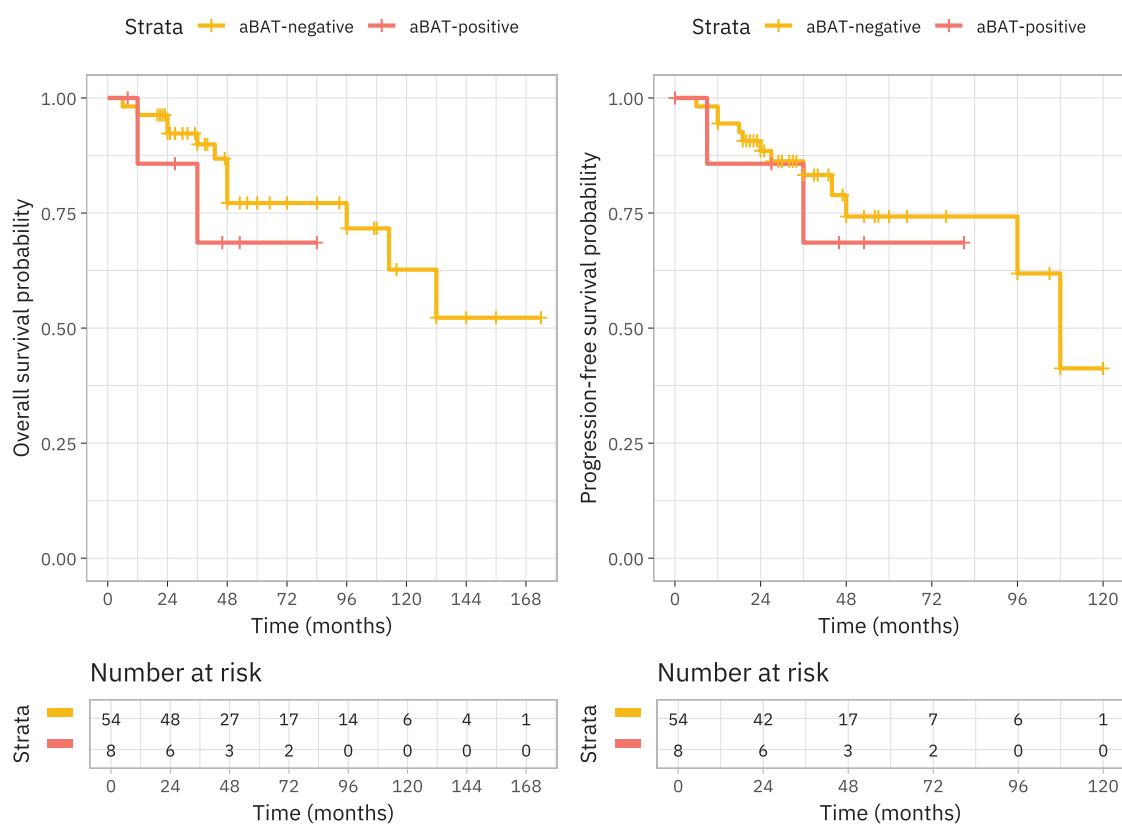 Strata aBAT-negative aBAT-positive
Overall survival probability
1.00
0.75
0.50
0.25
0.00
0 24 48 72 96 120 144 168
Time (months)
Number at risk
Strata
54 48 27 17 14 6 4 1
8 6 3 2 0 0 0 0
0 24 48 72 96 120 144 168
Time (months)
Strata aBAT-negative aBAT-positive
Progression-free survival probability
1.00
0.75
0.50
0.25
0.00
0 24 48 72 96 120
Time (months)
Number at risk
Strata
54 42 17 7 6 1
8 6 3 2 0 0
0 24 48 72 96 120
Time (months)